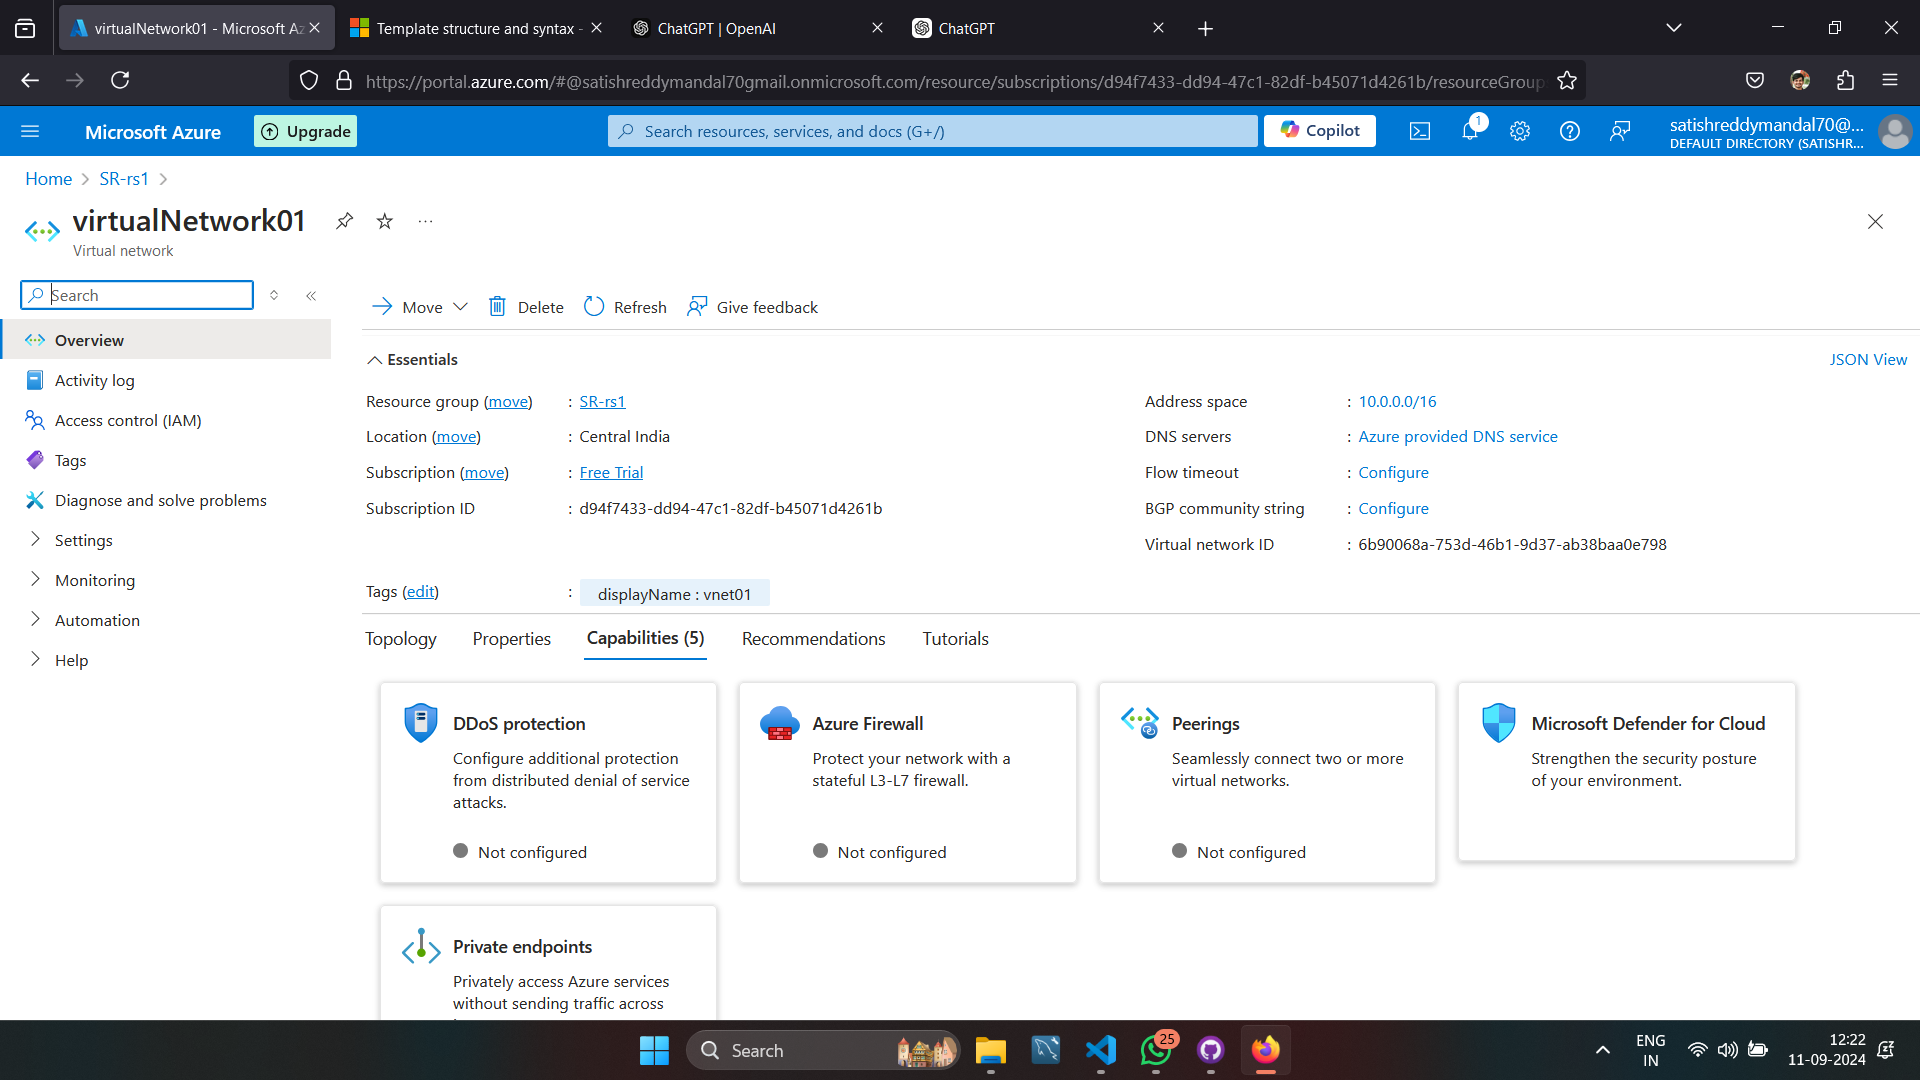 virtualNetwork01 - Microsoft Az
Template structure and syntax -
ChatGPT | OpenAI
ChatGPT
https://portal.azure.com/#@satishreddymandal70gmail.onmicrosoft.com/resource/subscriptions/d94f7433-dd94-47c1-82df-b45071d4261b/resourceGroup
Microsoft Azure
Upgrade
Search resources, services, and docs (G+/)
Copilot
1
satishreddymandal70@...
DEFAULT DIRECTORY (SATISHR...
Home > SR-rs1 >
virtualNetwork01
Virtual network
Search
Overview
Activity log
Access control (IAM)
Tags
Diagnose and solve problems
Settings
Monitoring
Automation
Help
Move
Delete
Refresh
Give feedback
Essentials
JSON View
Resource group (move) : SR-rs1
Location (move) : Central India
Subscription (move) : Free Trial
Subscription ID : d94f7433-dd94-47c1-82df-b45071d4261b
Address space : 10.0.0.0/16
DNS servers : Azure provided DNS service
Flow timeout : Configure
BGP community string : Configure
Virtual network ID : 6b90068a-753d-46b1-9d37-ab38baa0e798
Tags (edit) : displayName : vnet01
Topology
Properties
Capabilities (5)
Recommendations
Tutorials
DDoS protection
Configure additional protection
from distributed denial of service
attacks.
Not configured
Azure Firewall
Protect your network with a
stateful L3-L7 firewall.
Not configured
Peerings
Seamlessly connect two or more
virtual networks.
Not configured
Microsoft Defender for Cloud
Strengthen the security posture
of your environment.
Private endpoints
Privately access Azure services
without sending traffic across
Search
25
ENG
IN
12:22
11-09-2024